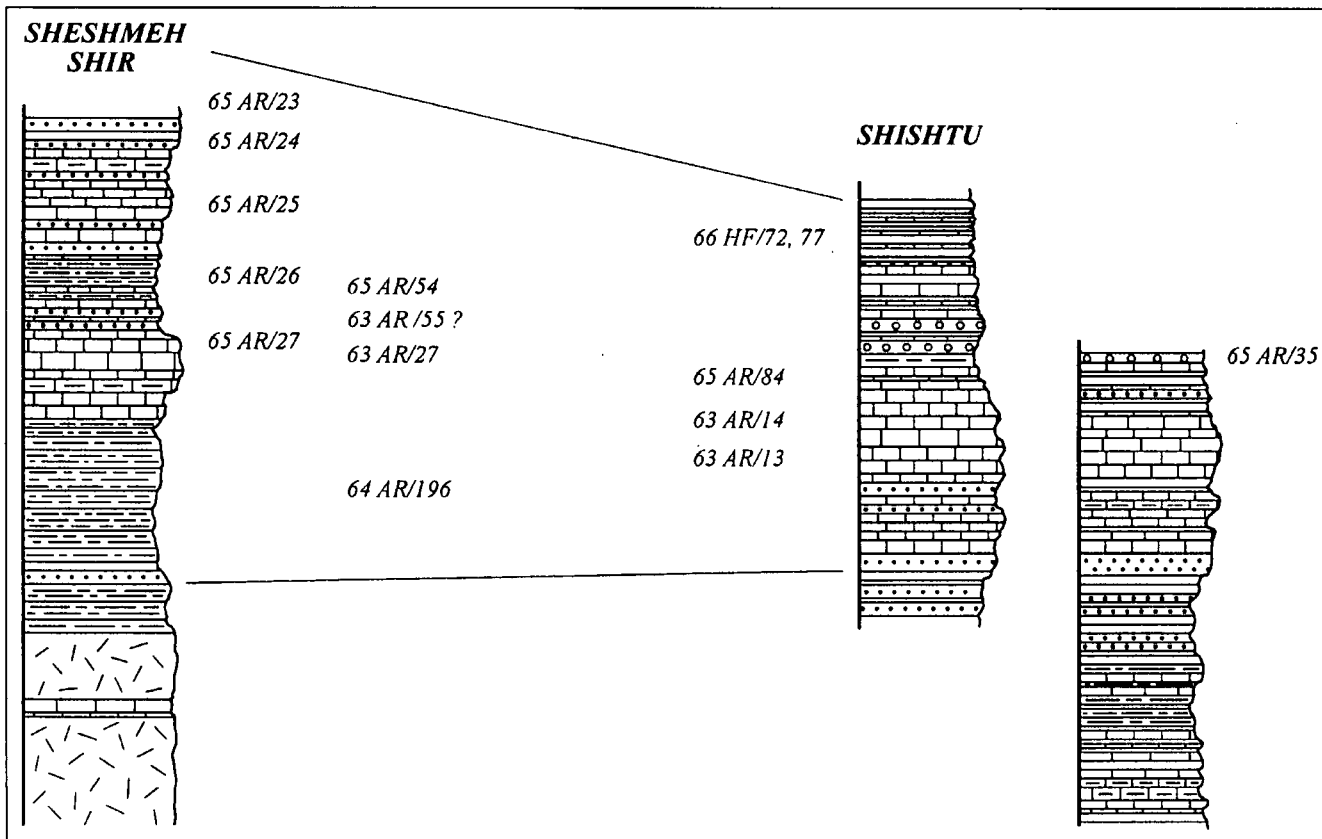 SHESHMEH
SHIR
65 AR/23
65 AR/24
65 AR/25
65 AR/26
65 AR/27
65 AR/54
63 AR /55 ?
63 AR/27
64 AR/196
SHISHTU
66 HF/72, 77
65 AR/84
63 AR/14
63 AR/13
65 AR/35